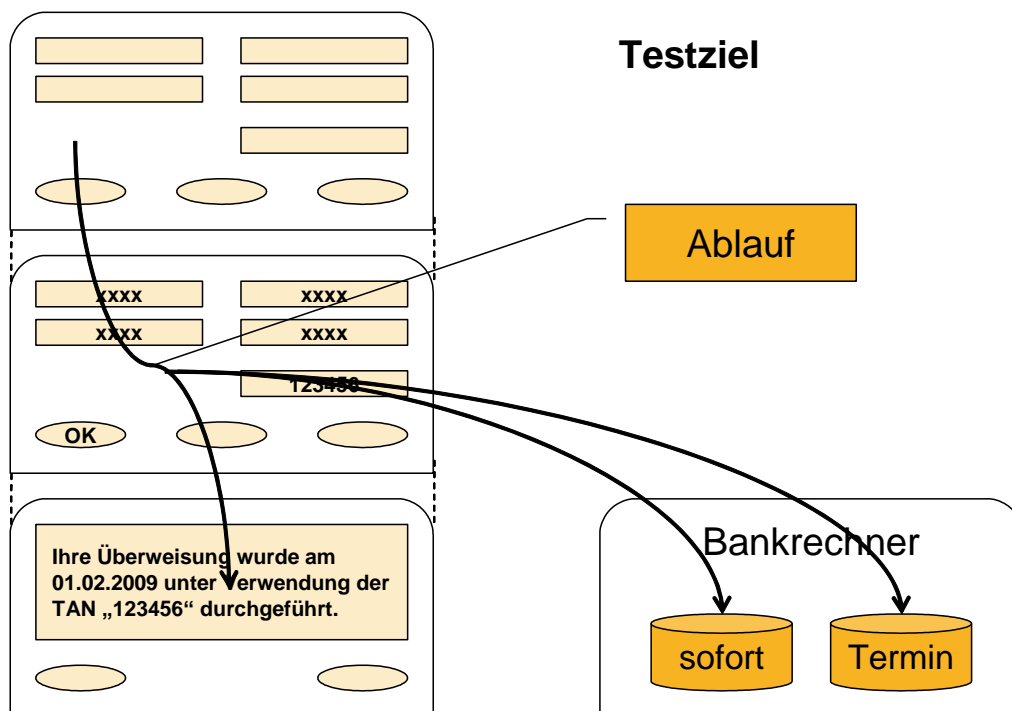 Testziel
Ablauf
xxxx xxxx
xxxx xxxx
123456
OK
Ihre Überweisung wurde am
01.02.2009 unter Verwendung der
TAN „123456“ durchgeführt.
Bankrechner
sofort Termin